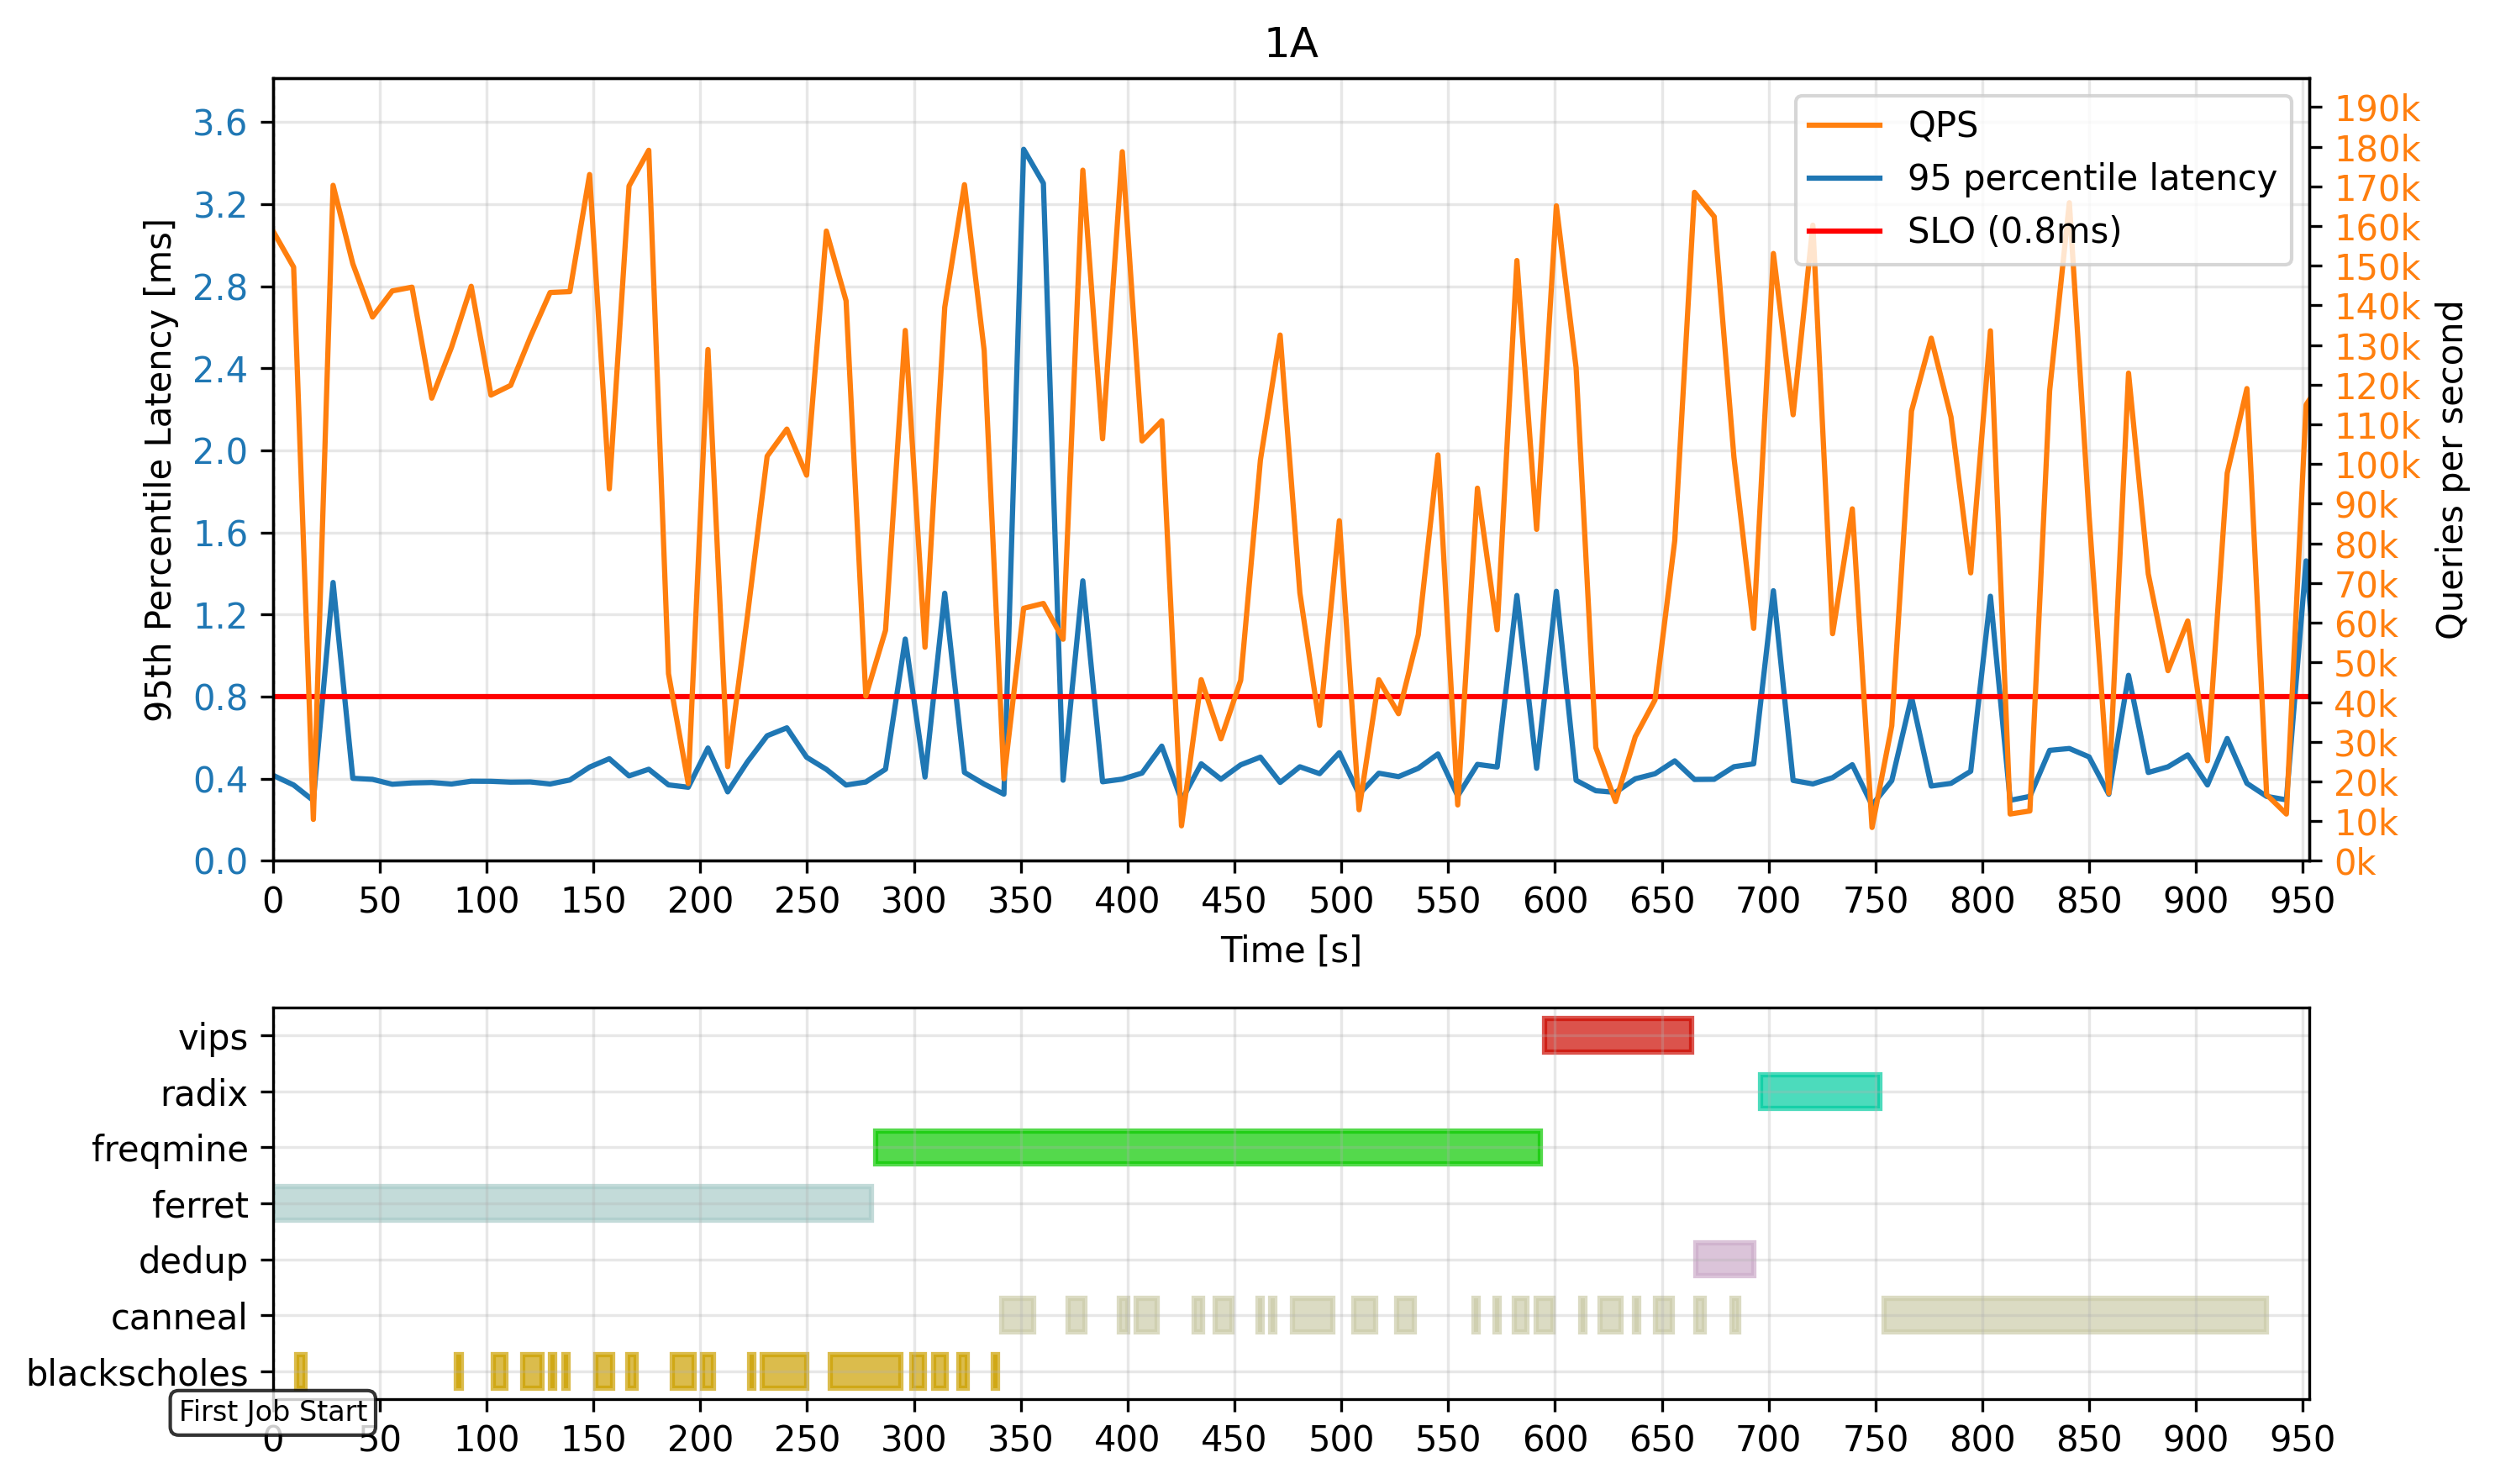 1A
95th Percentile Latency [ms]
3.6
3.2
2.8
2.4
2.0
1.6
1.2
0.8
0.4
0.0
QPS
95 percentile latency
SLO (0.8ms)
190k
180k
170k
160k
150k
140k
130k
120k
110k
100k
90k
80k
70k
60k
50k
40k
30k
20k
10k
0k
Queries per second
0 50 100 150 200 250 300 350 400 450 500 550 600 650 700 750 800 850 900 950
Time [s]
vips
radix
freqmine
ferret
dedup
canneal
blackscholes
First Job Start
0 50 100 150 200 250 300 350 400 450 500 550 600 650 700 750 800 850 900 950